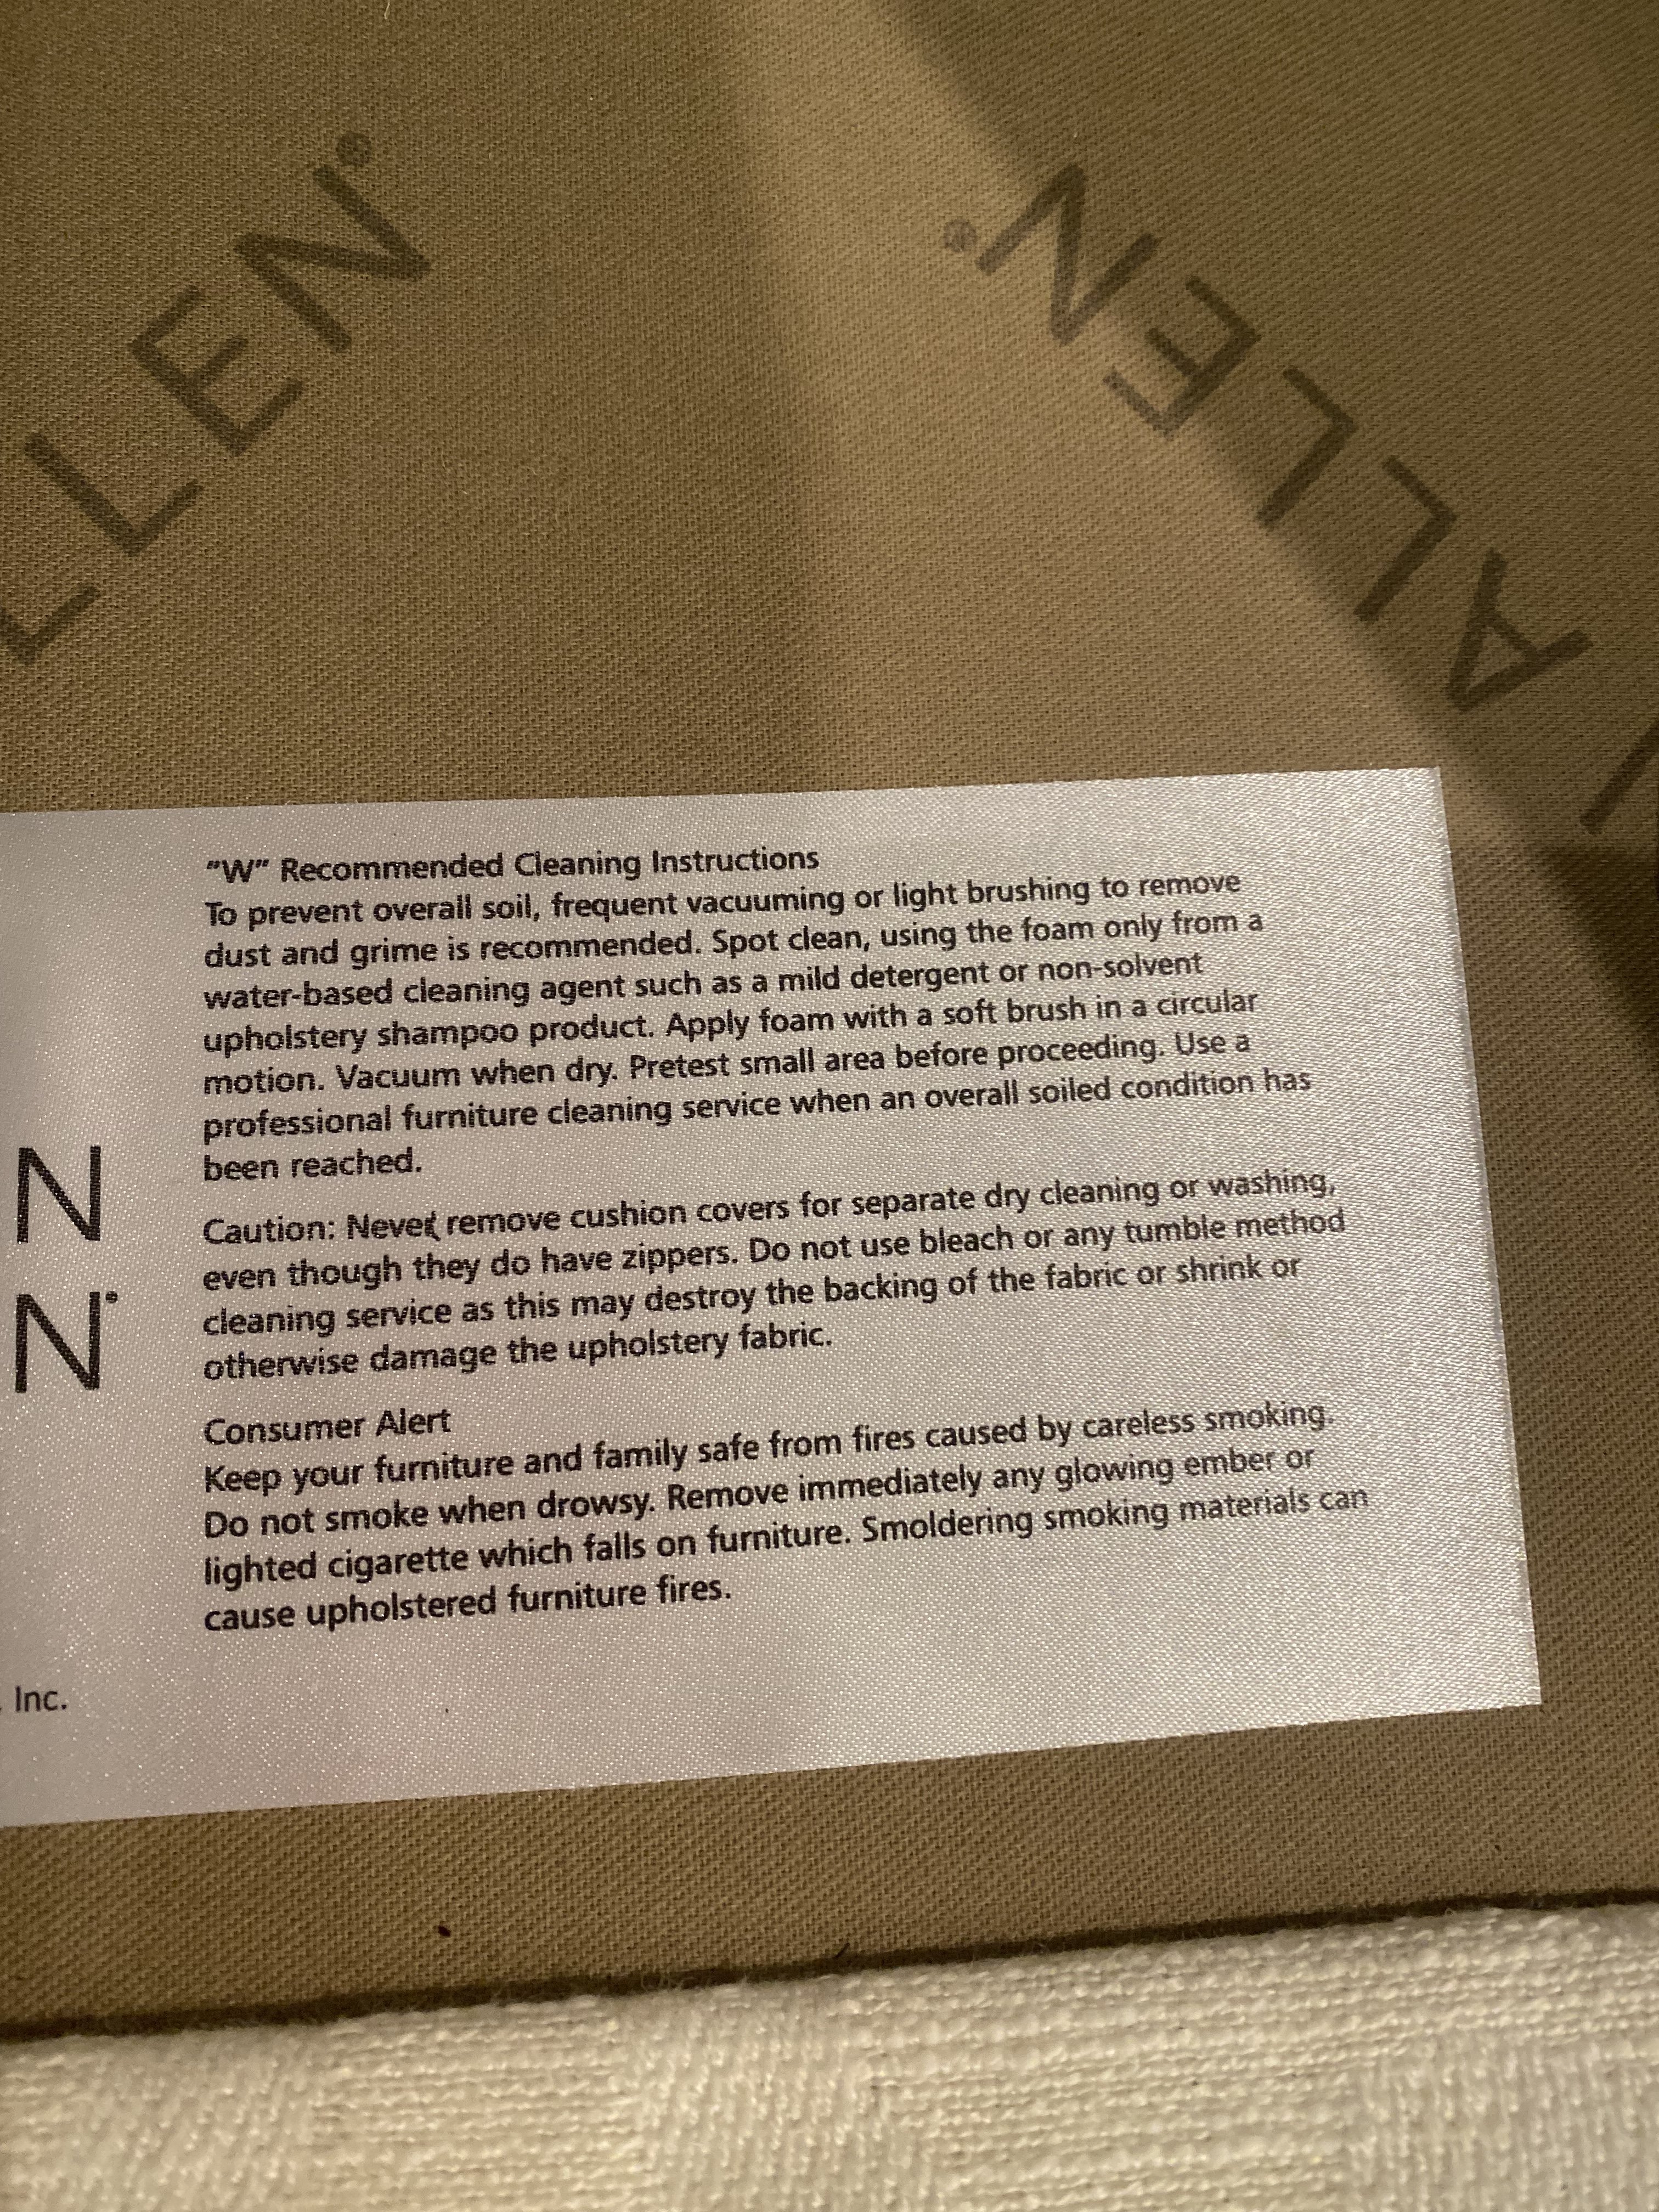 LLEN®
ALLEN®
"W" Recommended Cleaning Instructions
To prevent overall soil, frequent vacuuming or light brushing to remove
dust and grime is recommended. Spot clean, using the foam only from a
water-based cleaning agent such as a mild detergent or non-solvent
upholstery shampoo product. Apply foam with a soft brush in a circular
motion. Vacuum when dry. Pretest small area before proceeding. Use a
professional furniture cleaning service when an overall soiled condition has
been reached.
Caution: Never remove cushion covers for separate dry cleaning or washing,
even though they do have zippers. Do not use bleach or any tumble method
cleaning service as this may destroy the backing of the fabric or shrink or
otherwise damage the upholstery fabric.
Consumer Alert
Keep your furniture and family safe from fires caused by careless smoking.
Do not smoke when drowsy. Remove immediately any glowing ember or
lighted cigarette which falls on furniture. Smoldering smoking materials can
cause upholstered furniture fires.
N
N®
Inc.